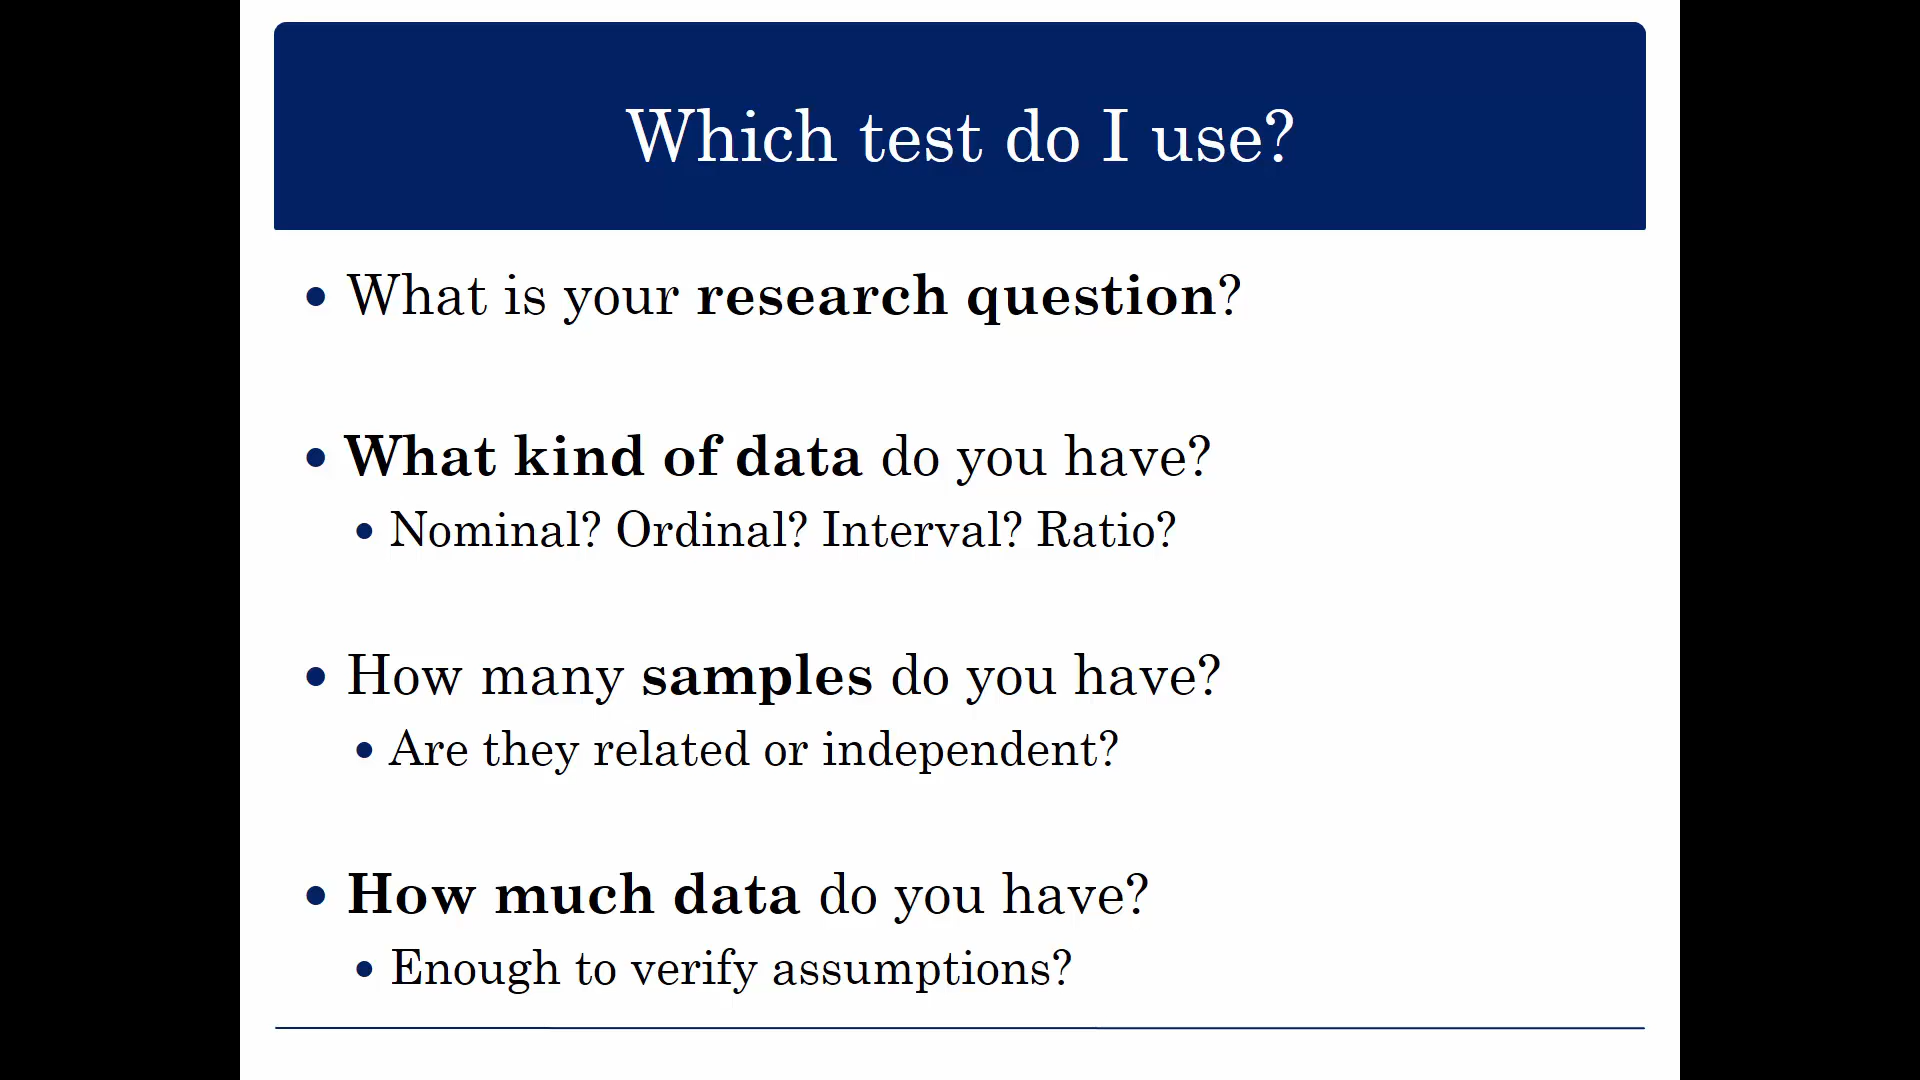 Which test do I use?
What is your research question?
What kind of data do you have?
Nominal? Ordinal? Interval? Ratio?
How many samples do you have?
Are they related or independent?
How much data do you have?
Enough to verify assumptions?